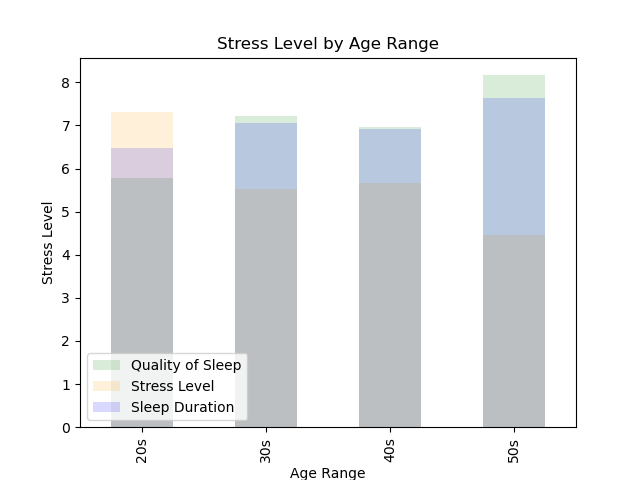 Stress Level by Age Range
Stress Level
8
7
6
5
4
3
2
1
0
Quality of Sleep
Stress Level
Sleep Duration
20s
30s
40s
50s
Age Range